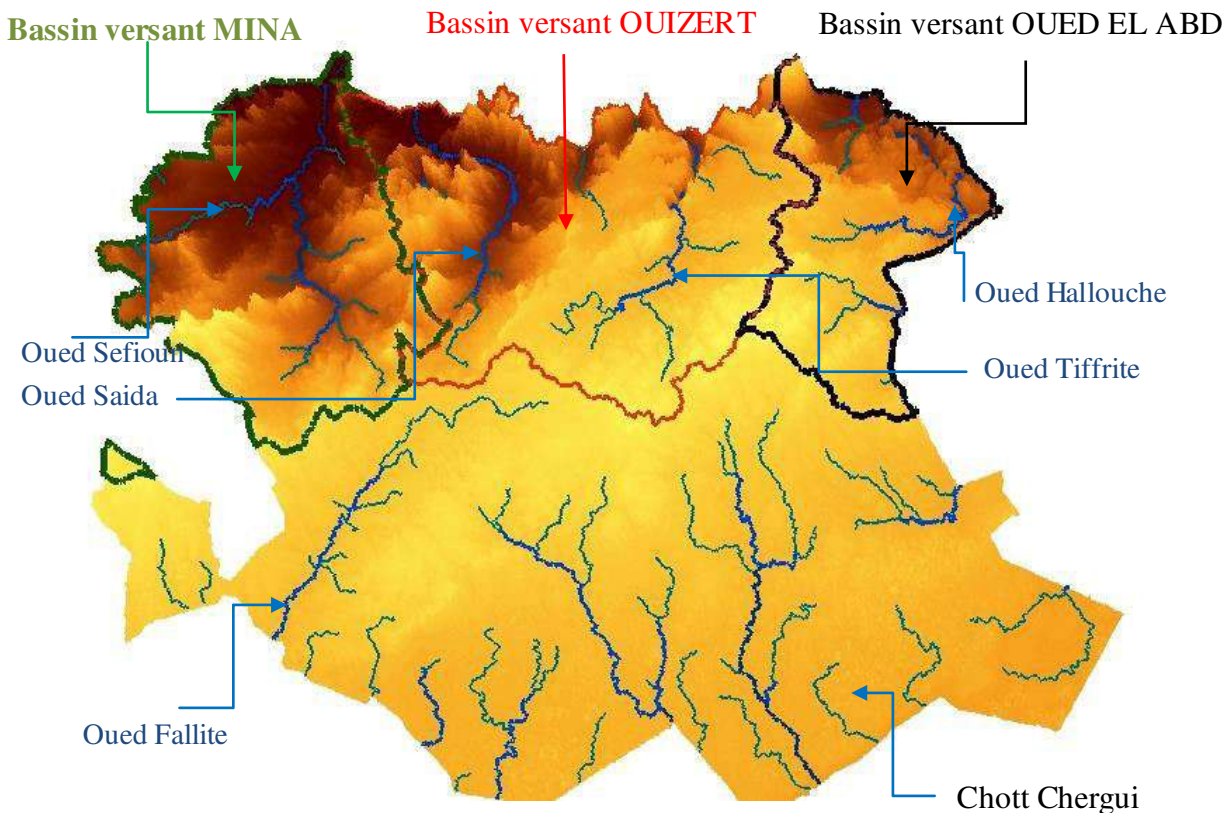 Bassin versant MINA
Bassin versant OUIZERT
Bassin versant OUED EL ABD
Oued Hallouche
Oued Sefioun
Oued Tiffrite
Oued Saida
Oued Fallite
Chott Chergui